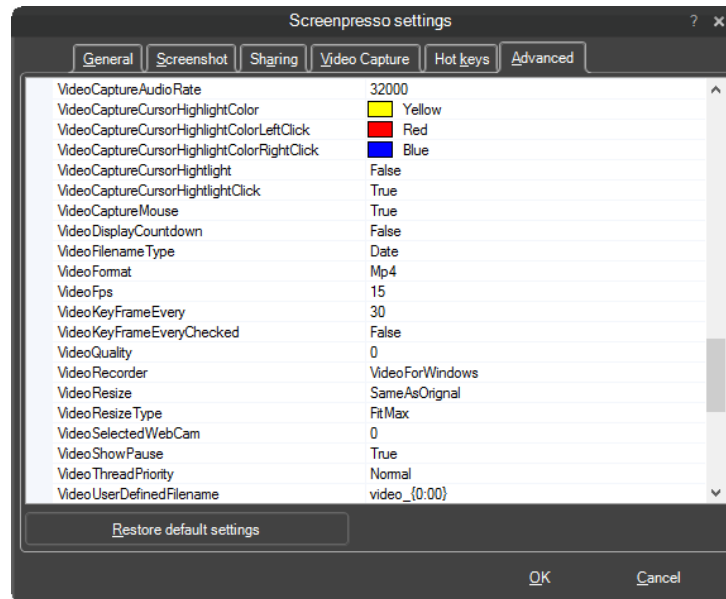 Screenpresso settings ? ×
General Screenshot Sharing Video Capture Hot keys Advanced
VideoCaptureAudioRate 32000
VideoCaptureCursorHighlightColor Yellow
VideoCaptureCursorHighlightColorLeftClick Red
VideoCaptureCursorHighlightColorRightClick Blue
VideoCaptureCursorHightlight False
VideoCaptureCursorHightlightClick True
VideoCaptureMouse True
VideoDisplayCountdown False
VideoFilenameType Date
VideoFormat Mp4
VideoFps 15
VideoKeyFrameEvery 30
VideoKeyFrameEveryChecked False
VideoQuality 0
VideoRecorder VideoForWindows
VideoResize SameAsOrignal
VideoResizeType FitMax
VideoSelectedWebCam 0
VideoShowPause True
VideoThreadPriority Normal
VideoUserDefinedFilename video_{0:00}
Restore default settings
OK Cancel